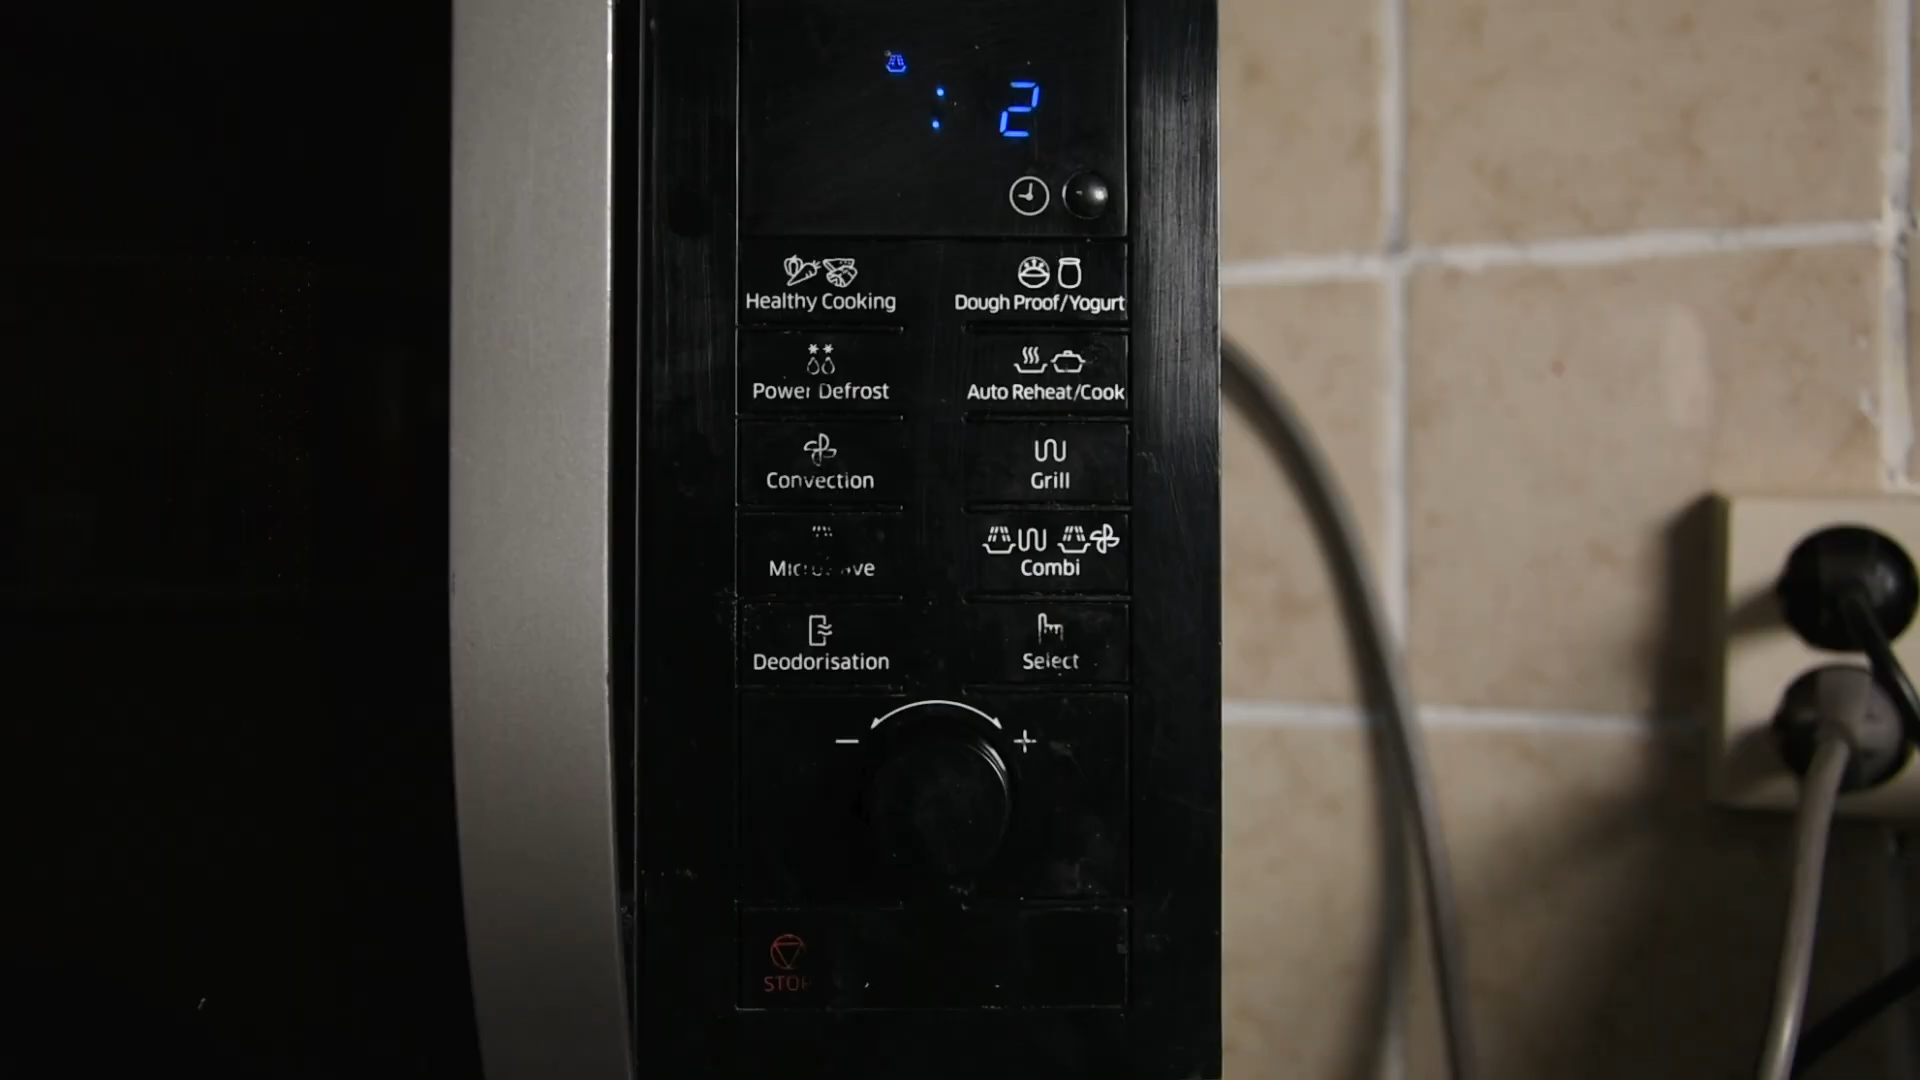 : 2
Healthy Cooking
Dough Proof/Yogurt
Power Defrost
Auto Reheat/Cook
Convection
Grill
Combi
Deodorisation
Select
− +